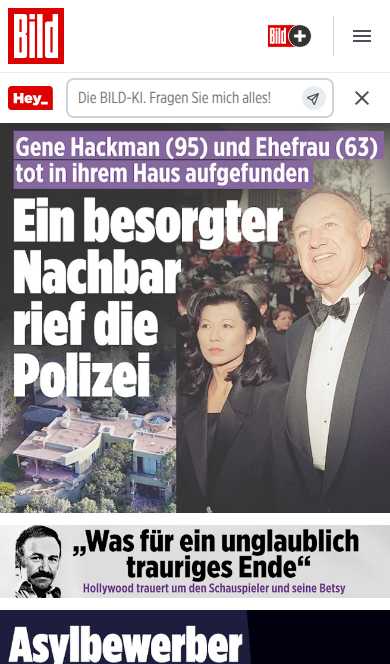 Bild
Bild
Hey_
Die BILD-KI. Fragen Sie mich alles!
Gene Hackman (95) und Ehefrau (63)
tot in ihrem Haus aufgefunden
Ein besorgter
Nachbar
rief die
Polizei
„Was für ein unglaublich
trauriges Ende“
Hollywood trauert um den Schauspieler und seine Betsy
Asylbewerber